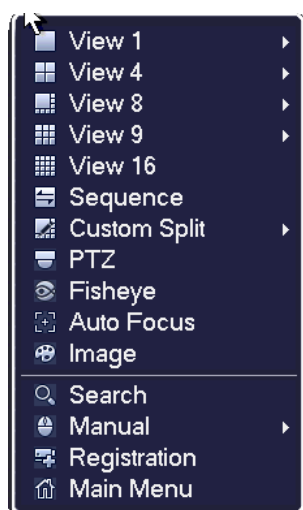 View 1
View 4
View 8
View 9
View 16
Sequence
Custom Split
PTZ
Fisheye
Auto Focus
Image
Search
Manual
Registration
Main Menu